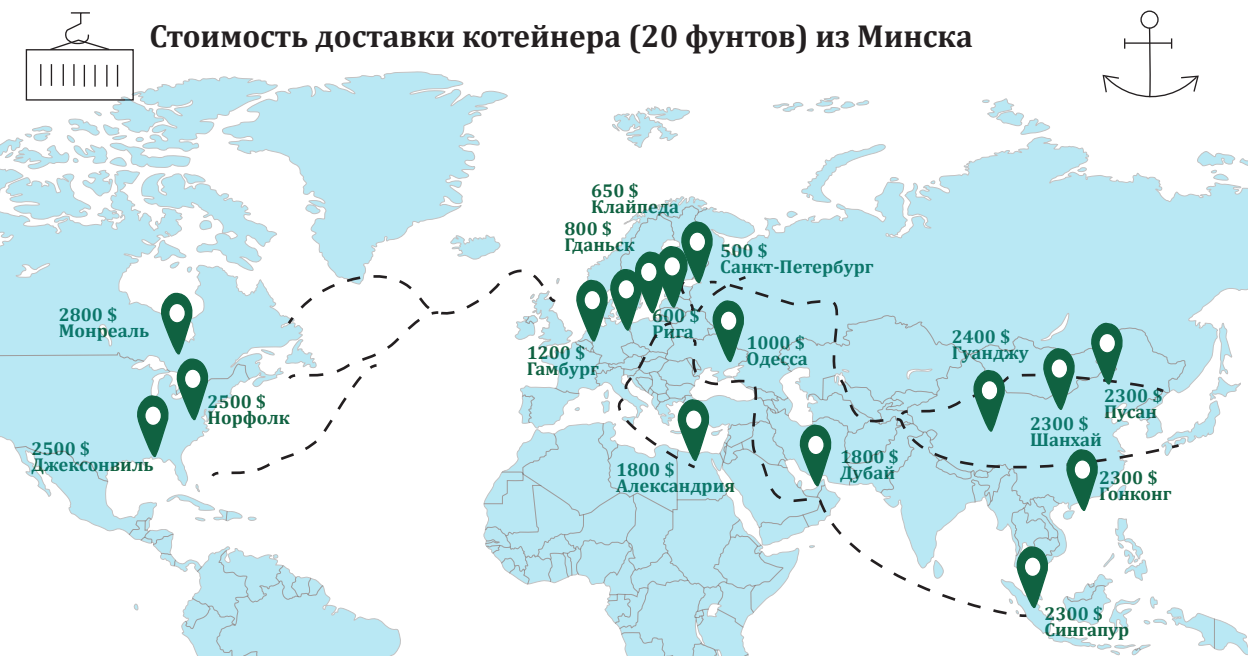 Стоимость доставки котейнера (20 фунтов) из Минска
650 $
Клайпеда
800 $
Гданьск
500 $
Санкт-Петербург
2800 $
Монреаль
600 $
Рига
1000 $
Одесса
2400 $
Гуанджу
1200 $
Гамбург
2500 $
Норфолк
2300 $
Пусан
2300 $
Шанхай
2500 $
Джексонвиль
1800 $
Александрия
1800 $
Дубай
2300 $
Гонконг
2300 $
Сингапур